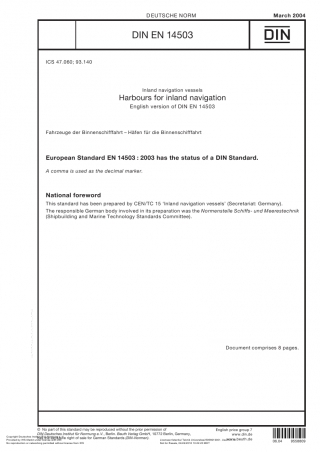 DEUTSCHE NORM
March 2004
DIN EN 14503
DIN
ICS 47.060; 93.140
Inland navigation vessels
Harbours for inland navigation
English version of DIN EN 14503
Fahrzeuge der Binnenschifffahrt – Häfen für die Binnenschifffahrt
European Standard EN 14503 : 2003 has the status of a DIN Standard.
A comma is used as the decimal marker.
National foreword
This standard has been prepared by CEN/TC 15 'Inland navigation vessels' (Secretariat: Germany).
The responsible German body involved in its preparation was the Normenstelle Schiffs- und Meerestechnik
(Shipbuilding and Marine Technology Standards Committee).
Document comprises 8 pages.
© No part of this standard may be reproduced without the prior permission of
DIN Deutsches Institut für Normung e.V., Berlin. Beuth Verlag GmbH, 10772 Berlin, Germany,
has the exclusive right of sale for German Standards (DIN-Normen).
English price group 7
www.din.de
www.beuth.de